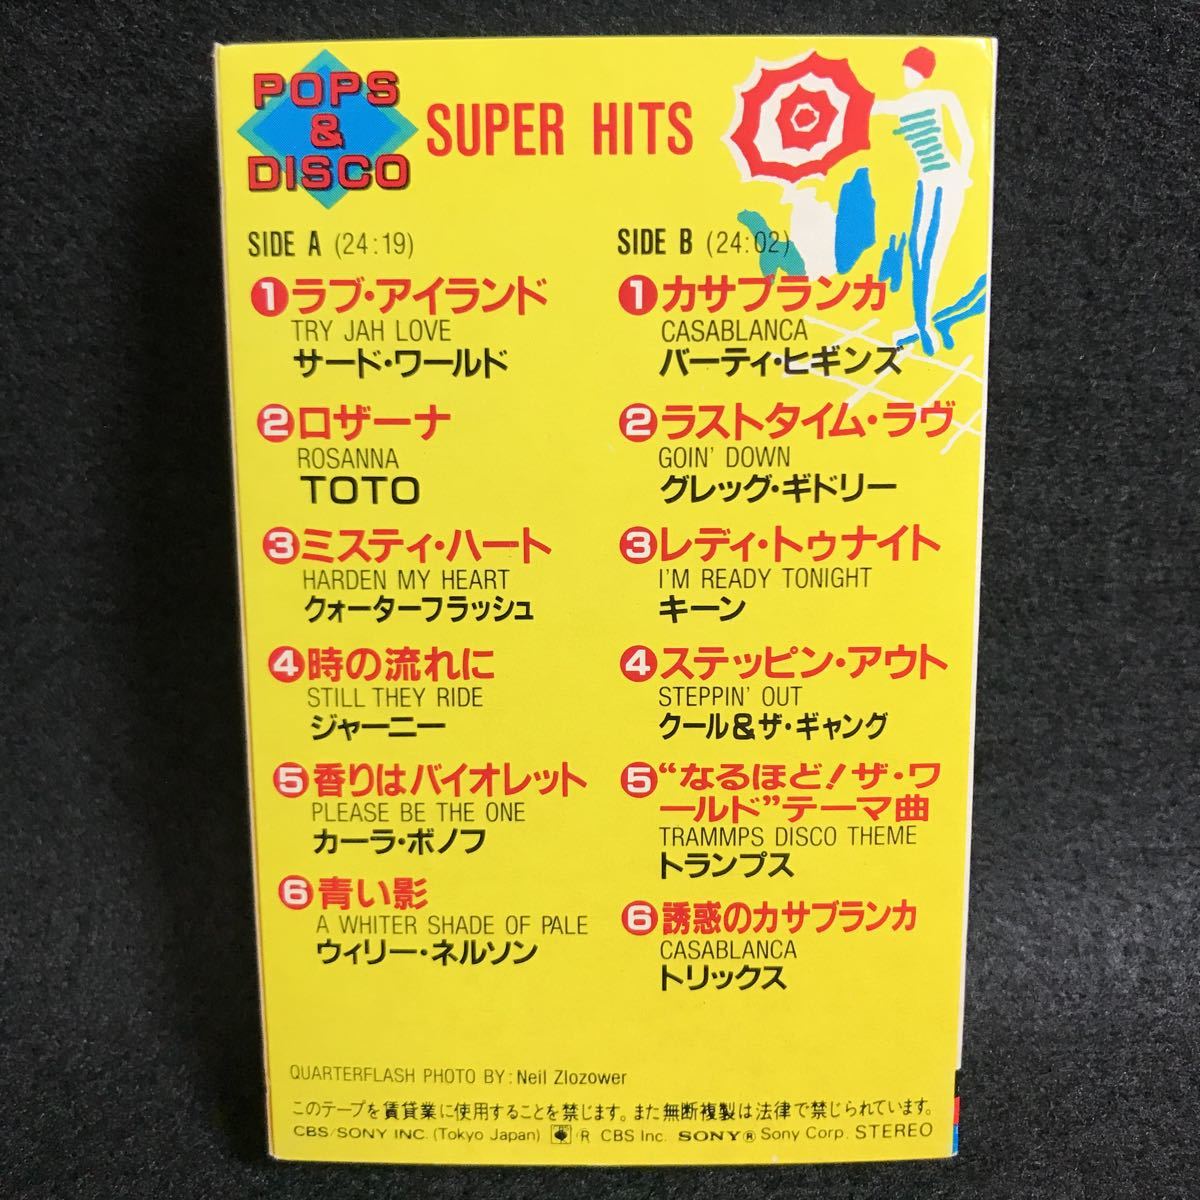 POPS
&
DISCO
SUPER HITS
SIDE A (24:19)
1 ラブ・アイランド
TRY JAH LOVE
サード・ワールド
2 ロザーナ
ROSANNA
TOTO
3 ミスティ・ハート
HARDEN MY HEART
クォーターフラッシュ
4 時の流れに
STILL THEY RIDE
ジャーニー
5 香りはバイオレット
PLEASE BE THE ONE
カーラ・ボノフ
6 青い影
A WHITER SHADE OF PALE
ウィリー・ネルソン
SIDE B (24:02)
1 カサブランカ
CASABLANCA
バーティ・ヒギンズ
2 ラストタイム・ラヴ
GOIN' DOWN
グレッグ・ギドリー
3 レディ・トゥナイト
I'M READY TONIGHT
キーン
4 ステッピン・アウト
STEPPIN' OUT
クール&ザ・ギャング
5 “なるほど!ザ・ワ
ールド”テーマ曲
TRAMMPS DISCO THEME
トランプス
6 誘惑のカサブランカ
CASABLANCA
トリックス
QUARTERFLASH PHOTO BY: Neil Zlozower
このテープを賃貸業に使用することを禁じます。また無断複製は法律で禁じられています。
CBS/SONY INC. (Tokyo Japan) ℗ CBS Inc. SONY® Sony Corp. STEREO